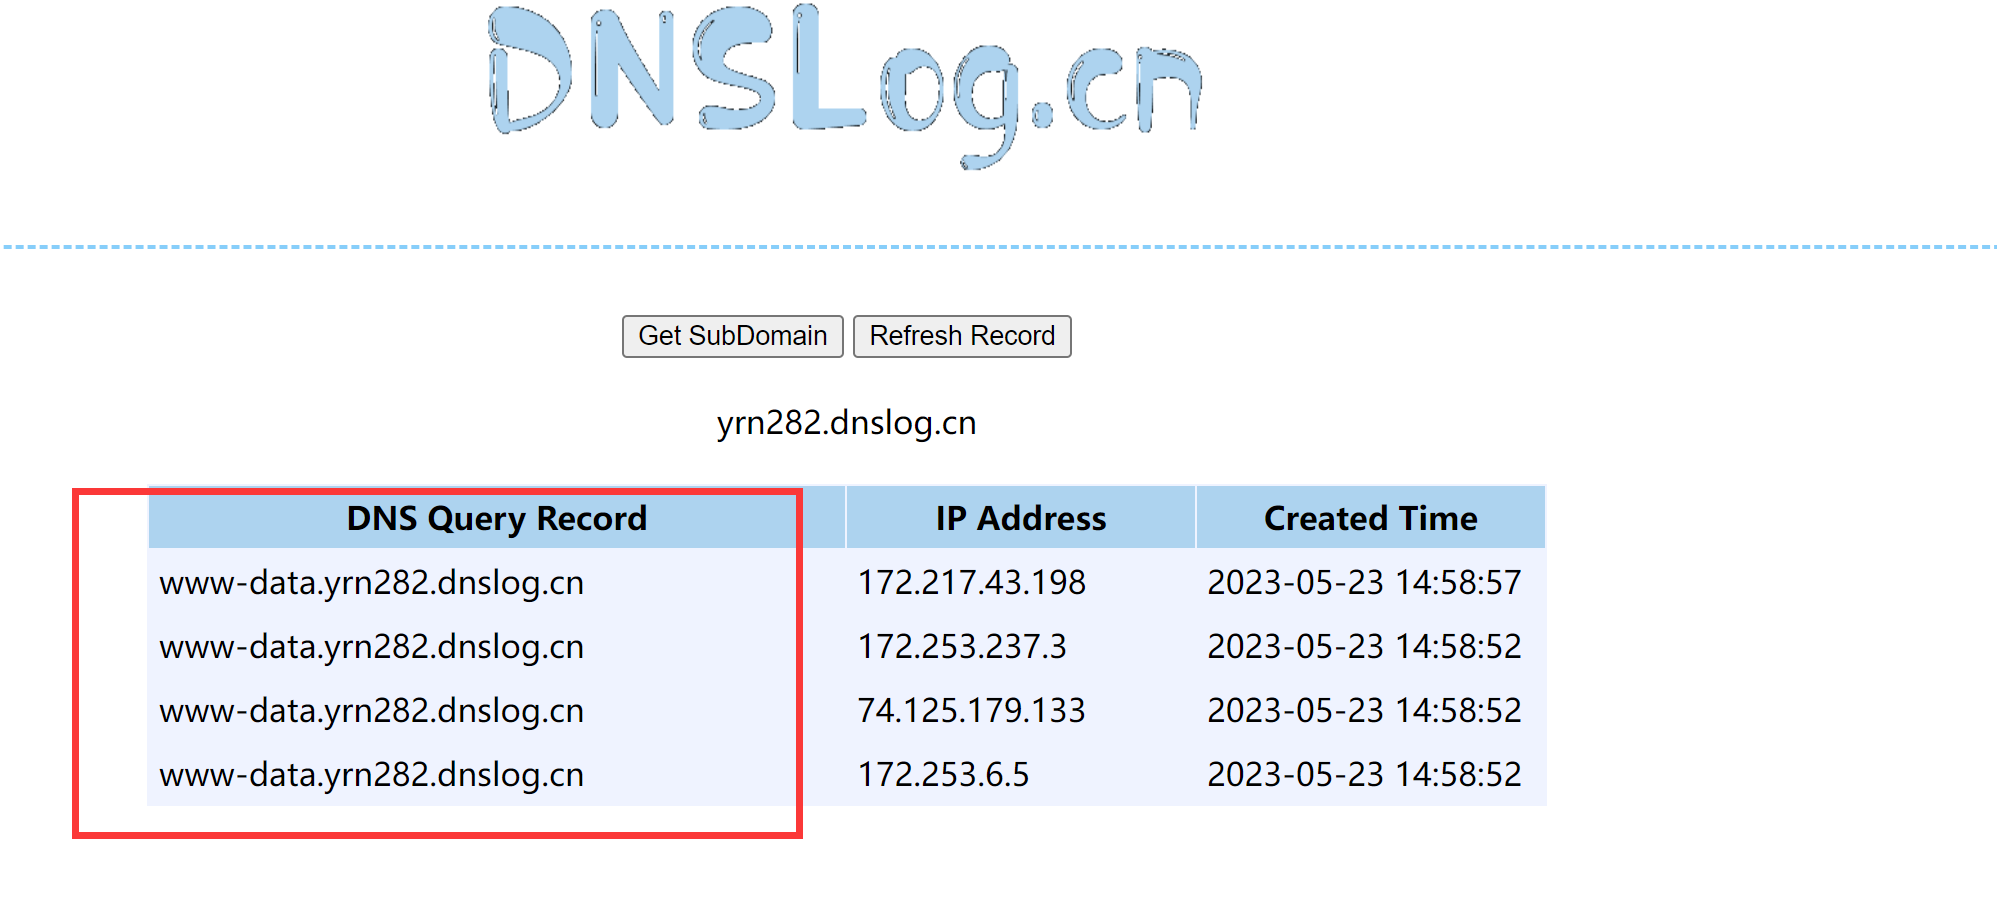 DNSLog.cn
Get SubDomain Refresh Record
yrn282.dnslog.cn
DNS Query Record IP Address Created Time
www-data.yrn282.dnslog.cn 172.217.43.198 2023-05-23 14:58:57
www-data.yrn282.dnslog.cn 172.253.237.3 2023-05-23 14:58:52
www-data.yrn282.dnslog.cn 74.125.179.133 2023-05-23 14:58:52
www-data.yrn282.dnslog.cn 172.253.6.5 2023-05-23 14:58:52